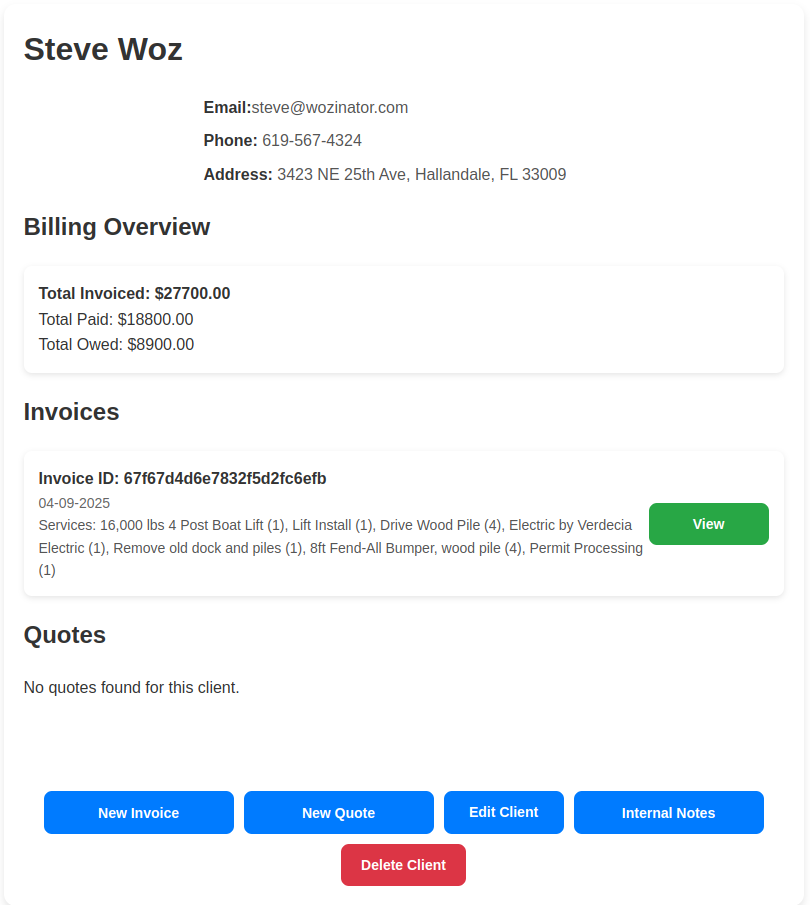 Steve Woz
Email:steve@wozinator.com
Phone: 619-567-4324
Address: 3423 NE 25th Ave, Hallandale, FL 33009
Billing Overview
Total Invoiced: $27700.00
Total Paid: $18800.00
Total Owed: $8900.00
Invoices
Invoice ID: 67f67d4d6e7832f5d2fc6efb
04-09-2025
Services: 16,000 lbs 4 Post Boat Lift (1), Lift Install (1), Drive Wood Pile (4), Electric by Verdecia
Electric (1), Remove old dock and piles (1), 8ft Fend-All Bumper, wood pile (4), Permit Processing
(1)
View
Quotes
No quotes found for this client.
New Invoice
New Quote
Edit Client
Internal Notes
Delete Client